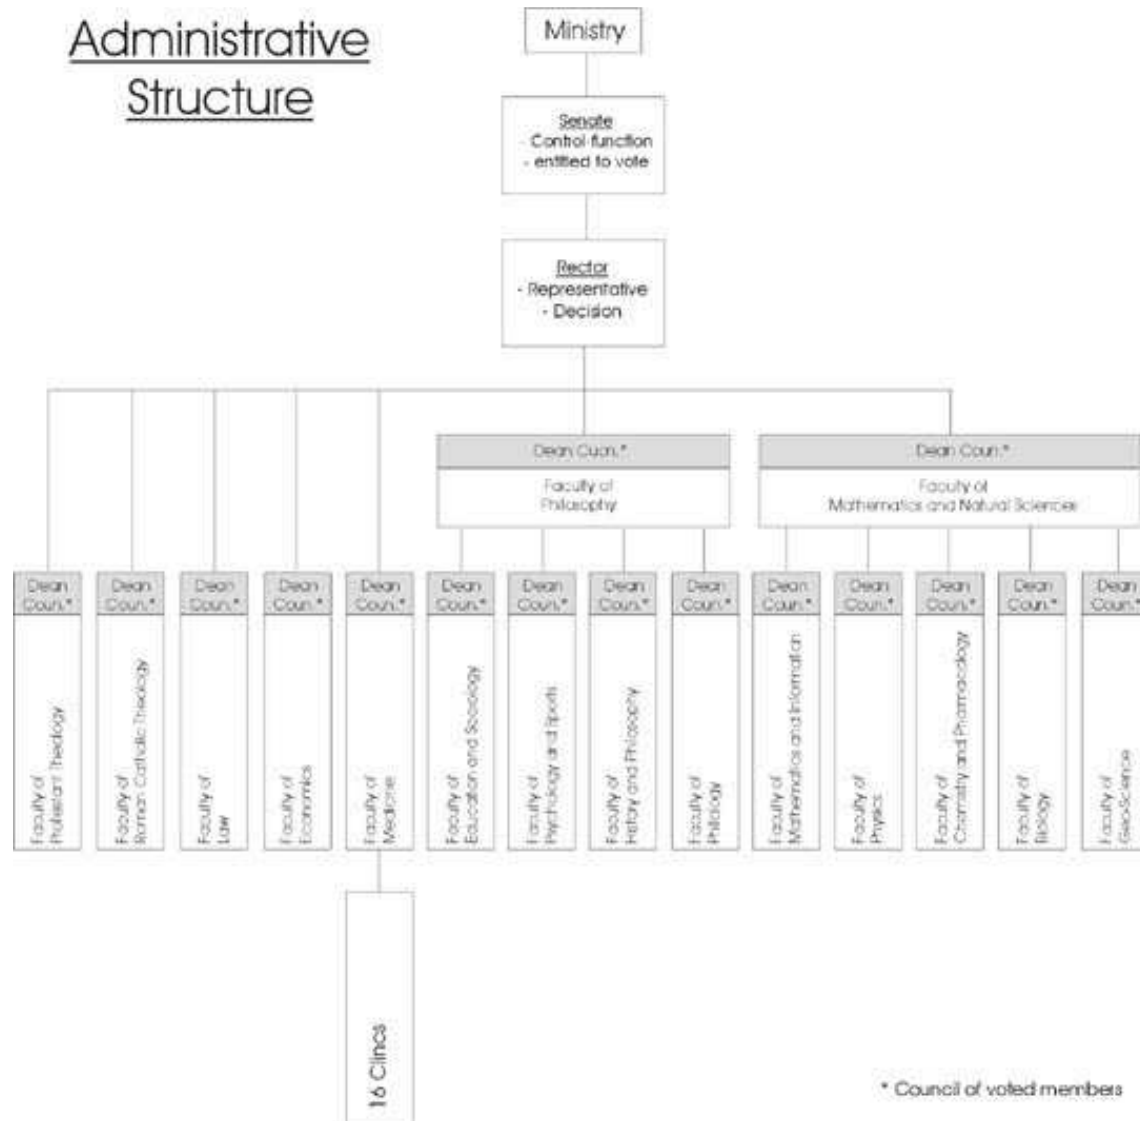 Administrative
Structure
Ministry
Senate
- Control function
- entitled to vote
Rector
- Representative
- Decision
Dean Cuon.*
Faculty of
Philosophy
Dean Coun.*
Faculty of
Mathematics and Natural Sciences
Dean
Coun.*
Faculty of
Protestant Theology
Dean
Coun.*
Faculty of
Roman Catholic Theology
Dean
Coun.*
Faculty of
Law
Dean
Coun.*
Faculty of
Economics
Dean
Coun.*
Faculty of
Medicine
Dean
Coun.*
Faculty of
Education and Sociology
Dean
Coun.*
Faculty of
Psychology and Sports
Dean
Coun.*
Faculty of
History and Philosophy
Dean
Coun.*
Faculty of
Philology
Dean
Coun.*
Faculty of
Mathematics and Information
Dean
Coun.*
Faculty of
Physics
Dean
Coun.*
Faculty of
Chemistry and Pharmacology
Dean
Coun.*
Faculty of
Biology
Dean
Coun.*
Faculty of
Geo-Science
16 Clincs
* Council of voted members